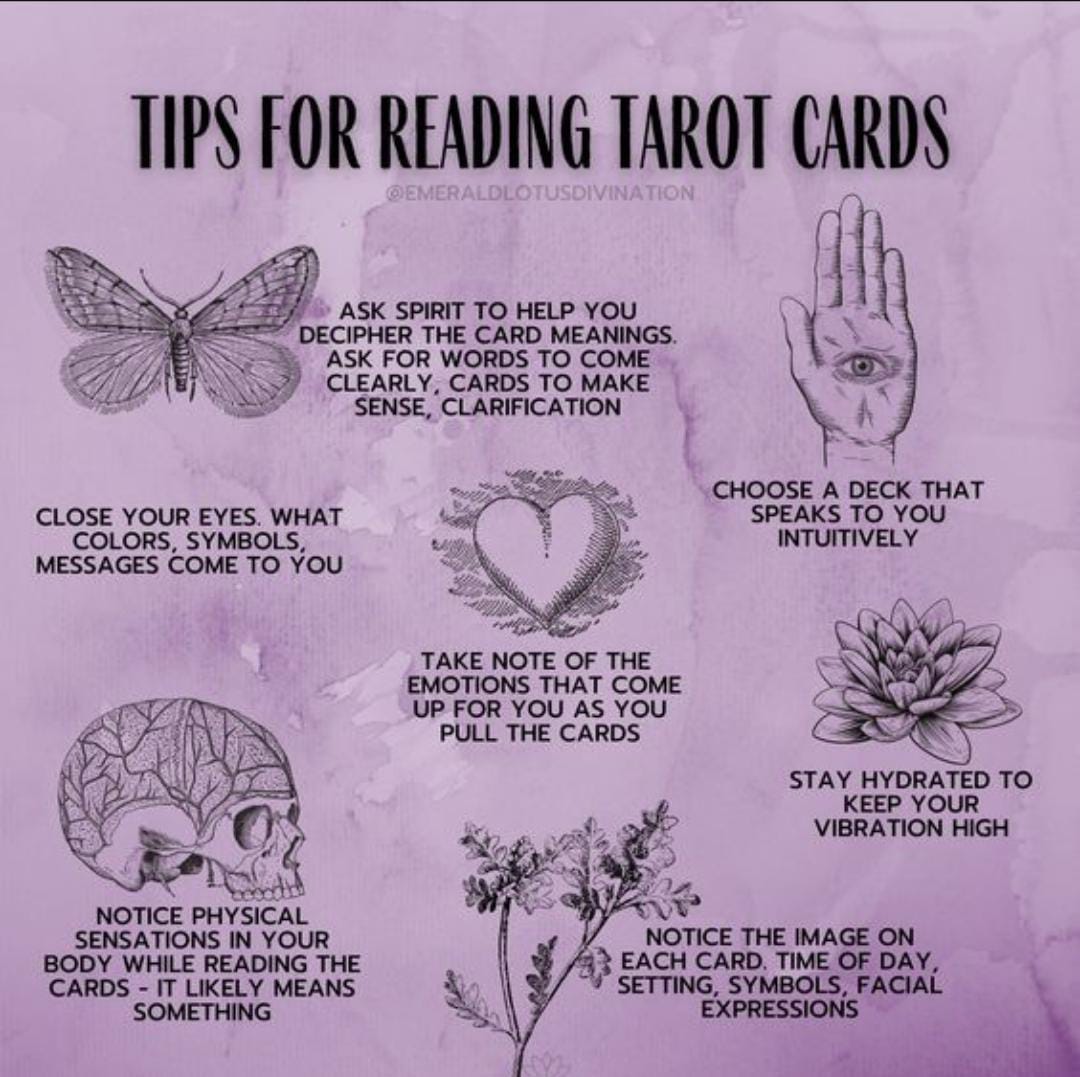 TIPS FOR READING TAROT CARDS
@EMERALDLOTUSDIVINATION
ASK SPIRIT TO HELP YOU
DECIPHER THE CARD MEANINGS.
ASK FOR WORDS TO COME
CLEARLY, CARDS TO MAKE
SENSE, CLARIFICATION
CHOOSE A DECK THAT
SPEAKS TO YOU
INTUITIVELY
CLOSE YOUR EYES. WHAT
COLORS, SYMBOLS,
MESSAGES COME TO YOU
TAKE NOTE OF THE
EMOTIONS THAT COME
UP FOR YOU AS YOU
PULL THE CARDS
STAY HYDRATED TO
KEEP YOUR
VIBRATION HIGH
NOTICE PHYSICAL
SENSATIONS IN YOUR
BODY WHILE READING THE
CARDS - IT LIKELY MEANS
SOMETHING
NOTICE THE IMAGE ON
EACH CARD. TIME OF DAY,
SETTING, SYMBOLS, FACIAL
EXPRESSIONS